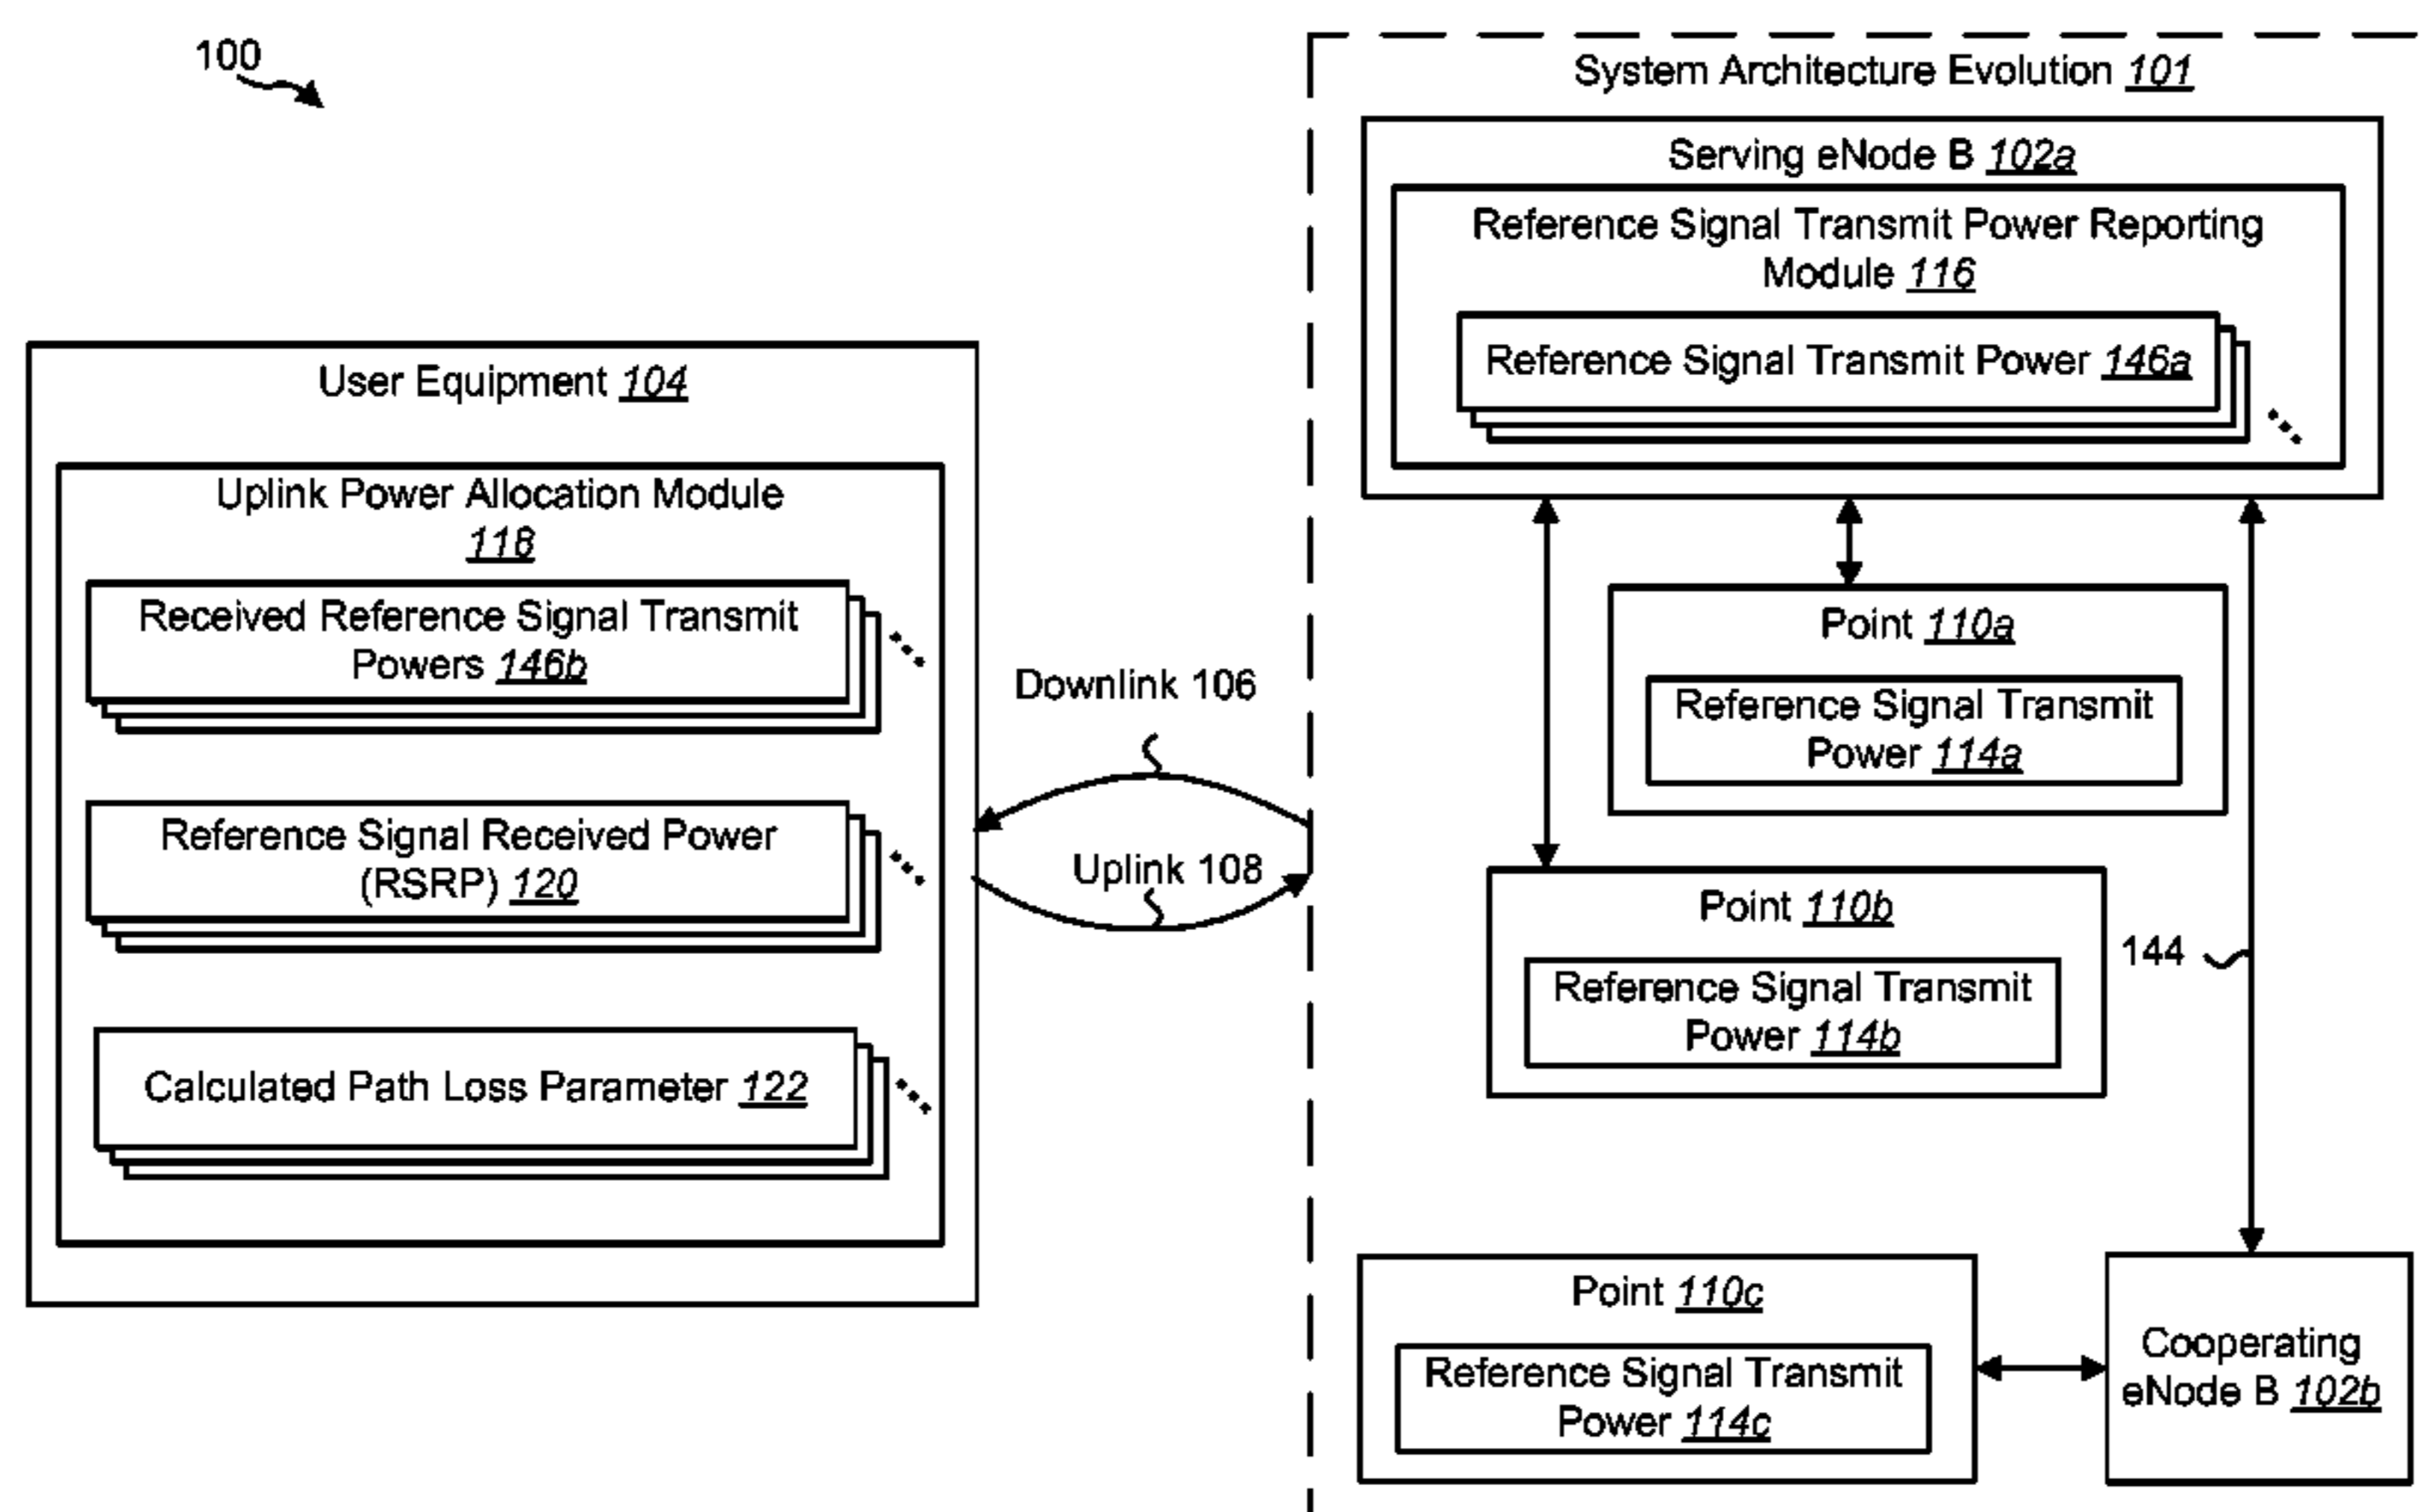 100
System Architecture Evolution 101
Serving eNode B 102a
Reference Signal Transmit Power Reporting
Module 116
Reference Signal Transmit Power 146a
User Equipment 104
Uplink Power Allocation Module
118
Received Reference Signal Transmit
Powers 146b
Reference Signal Received Power
(RSRP) 120
Calculated Path Loss Parameter 122
Downlink 106
Uplink 108
Point 110a
Reference Signal Transmit
Power 114a
Point 110b
Reference Signal Transmit
Power 114b
144
Point 110c
Reference Signal Transmit
Power 114c
Cooperating
eNode B 102b